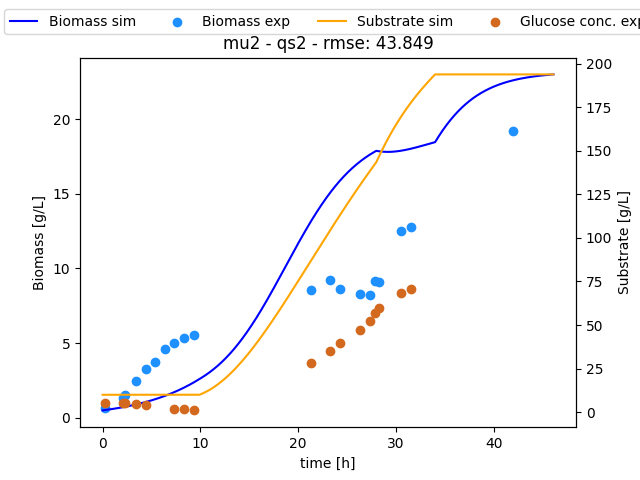 Biomass sim Biomass exp Substrate sim Glucose conc. exp
mu2 - qs2 - rmse: 43.849
Biomass [g/L]
20
15
10
5
0
200
175
150
125
100
75
50
25
0
Substrate [g/L]
0 10 20 30 40
time [h]